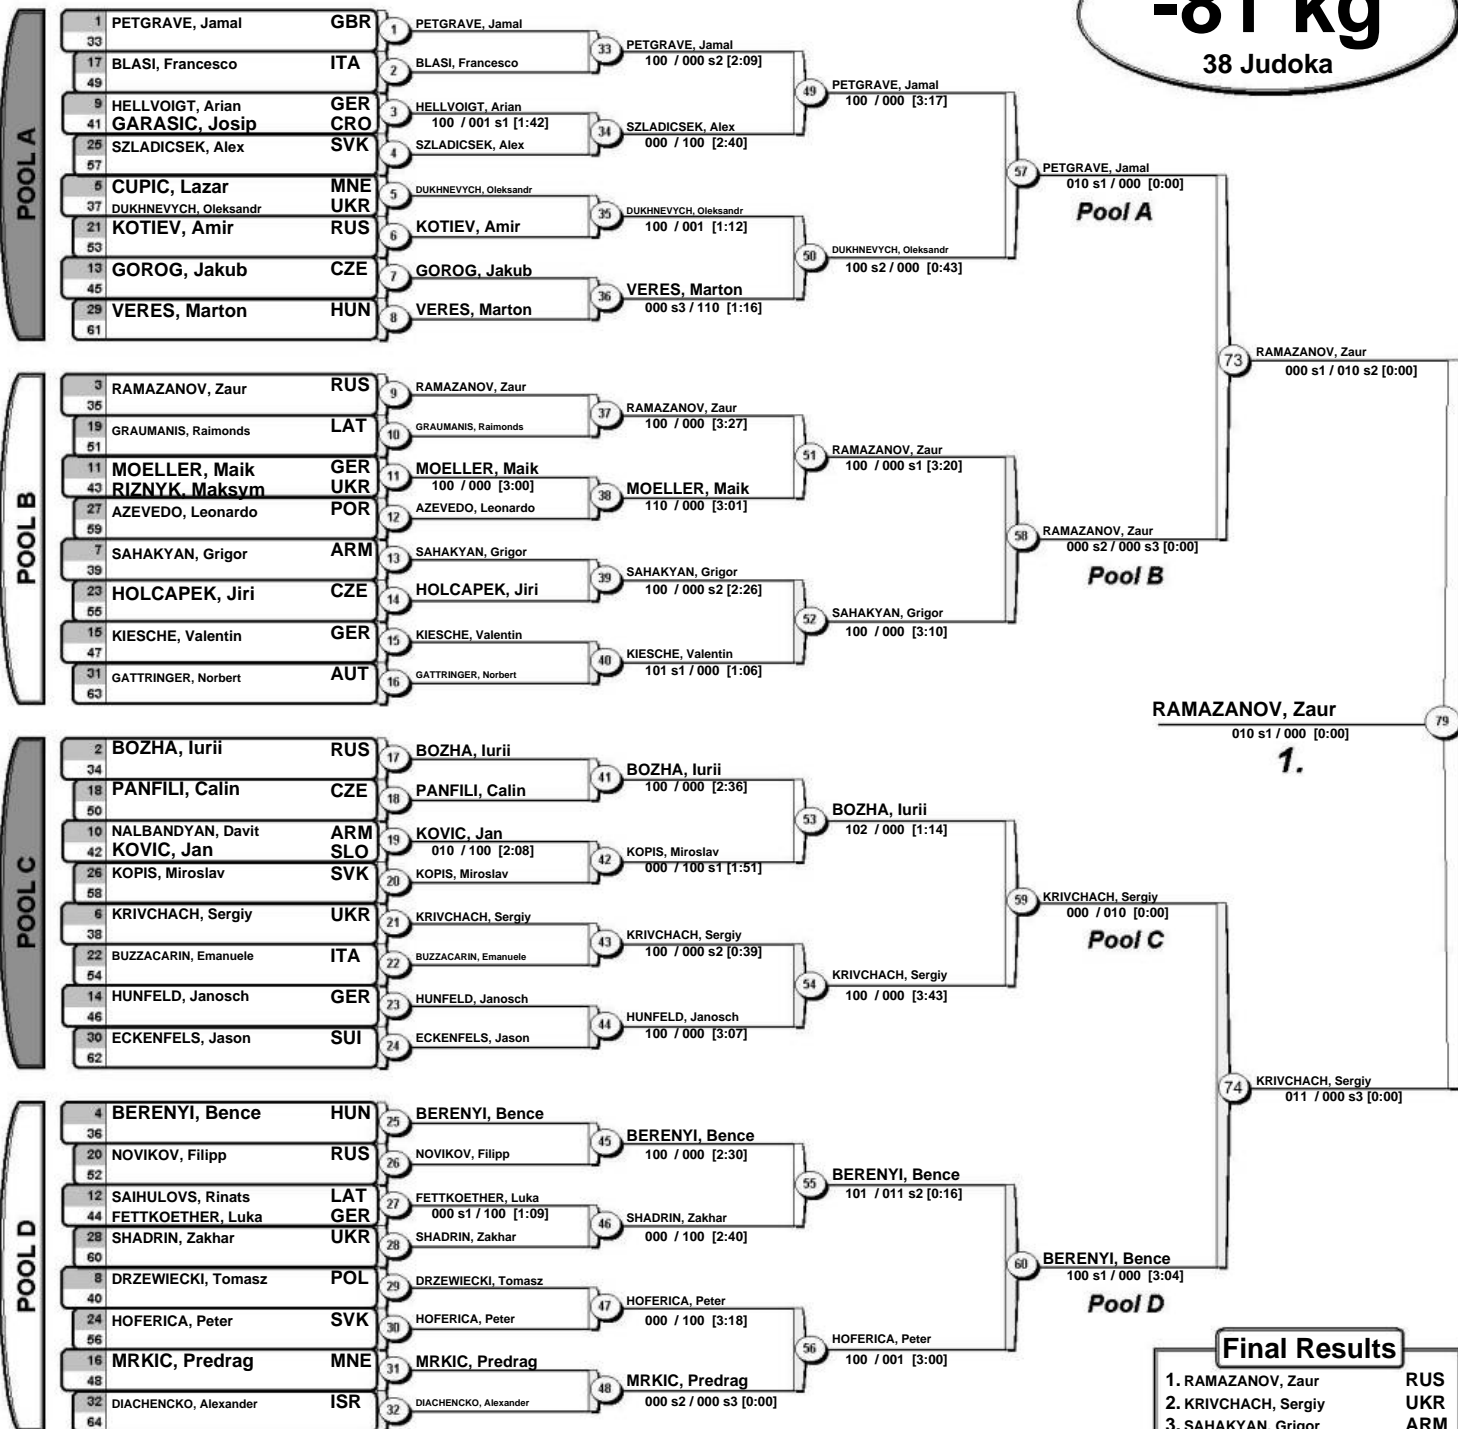 -81 kg
38 Judoka
POOL A
1 PETGRAVE, Jamal GBR
33
17 BLASI, Francesco ITA
49
9 HELLVOIGT, Arian GER
41 GARASIC, Josip CRO
25 SZLADICSEK, Alex SVK
57
5 CUPIC, Lazar MNE
37 DUKHNEVYCH, Oleksandr UKR
21 KOTIEV, Amir RUS
53
13 GOROG, Jakub CZE
45
29 VERES, Marton HUN
61
1 PETGRAVE, Jamal
2 BLASI, Francesco
3 HELLVOIGT, Arian
100 / 001 s1 [1:42]
4 SZLADICSEK, Alex
5 DUKHNEVYCH, Oleksandr
6 KOTIEV, Amir
7 GOROG, Jakub
8 VERES, Marton
33 PETGRAVE, Jamal
100 / 000 s2 [2:09]
34 SZLADICSEK, Alex
000 / 100 [2:40]
35 DUKHNEVYCH, Oleksandr
100 / 001 [1:12]
36 VERES, Marton
000 s3 / 110 [1:16]
49 PETGRAVE, Jamal
100 / 000 [3:17]
50 DUKHNEVYCH, Oleksandr
100 s2 / 000 [0:43]
57 PETGRAVE, Jamal
010 s1 / 000 [0:00]
Pool A
POOL B
3 RAMAZANOV, Zaur RUS
35
19 GRAUMANIS, Raimonds LAT
51
11 MOELLER, Maik GER
43 RIZNYK, Maksym UKR
27 AZEVEDO, Leonardo POR
59
7 SAHAKYAN, Grigor ARM
39
23 HOLCAPEK, Jiri CZE
55
15 KIESCHE, Valentin GER
47
31 GATTRINGER, Norbert AUT
63
9 RAMAZANOV, Zaur
10 GRAUMANIS, Raimonds
11 MOELLER, Maik
100 / 000 [3:00]
12 AZEVEDO, Leonardo
13 SAHAKYAN, Grigor
14 HOLCAPEK, Jiri
15 KIESCHE, Valentin
16 GATTRINGER, Norbert
37 RAMAZANOV, Zaur
100 / 000 [3:27]
38 MOELLER, Maik
110 / 000 [3:01]
39 SAHAKYAN, Grigor
100 / 000 s2 [2:26]
40 KIESCHE, Valentin
101 s1 / 000 [1:06]
51 RAMAZANOV, Zaur
100 / 000 s1 [3:20]
52 SAHAKYAN, Grigor
100 / 000 [3:10]
58 RAMAZANOV, Zaur
000 s2 / 000 s3 [0:00]
Pool B
73 RAMAZANOV, Zaur
000 s1 / 010 s2 [0:00]
RAMAZANOV, Zaur 79
010 s1 / 000 [0:00]
1.
POOL C
2 BOZHA, Iurii RUS
34
18 PANFILI, Calin CZE
50
10 NALBANDYAN, Davit ARM
42 KOVIC, Jan SLO
26 KOPIS, Miroslav SVK
58
6 KRIVCHACH, Sergiy UKR
38
22 BUZZACARIN, Emanuele ITA
54
14 HUNFELD, Janosch GER
46
30 ECKENFELS, Jason SUI
62
17 BOZHA, Iurii
18 PANFILI, Calin
19 KOVIC, Jan
010 / 100 [2:08]
20 KOPIS, Miroslav
21 KRIVCHACH, Sergiy
22 BUZZACARIN, Emanuele
23 HUNFELD, Janosch
24 ECKENFELS, Jason
41 BOZHA, Iurii
100 / 000 [2:36]
42 KOPIS, Miroslav
000 / 100 s1 [1:51]
43 KRIVCHACH, Sergiy
100 / 000 s2 [0:39]
44 HUNFELD, Janosch
100 / 000 [3:07]
53 BOZHA, Iurii
102 / 000 [1:14]
54 KRIVCHACH, Sergiy
100 / 000 [3:43]
59 KRIVCHACH, Sergiy
000 / 010 [0:00]
Pool C
POOL D
4 BERENYI, Bence HUN
36
20 NOVIKOV, Filipp RUS
52
12 SAIHULOVS, Rinats LAT
44 FETTKOETHER, Luka GER
28 SHADRIN, Zakhar UKR
60
8 DRZEWIECKI, Tomasz POL
40
24 HOFERICA, Peter SVK
56
16 MRKIC, Predrag MNE
48
32 DIACHENCKO, Alexander ISR
64
25 BERENYI, Bence
26 NOVIKOV, Filipp
27 FETTKOETHER, Luka
000 s1 / 100 [1:09]
28 SHADRIN, Zakhar
29 DRZEWIECKI, Tomasz
30 HOFERICA, Peter
31 MRKIC, Predrag
32 DIACHENCKO, Alexander
45 BERENYI, Bence
100 / 000 [2:30]
46 SHADRIN, Zakhar
000 / 100 [2:40]
47 HOFERICA, Peter
000 / 100 [3:18]
48 MRKIC, Predrag
000 s2 / 000 s3 [0:00]
55 BERENYI, Bence
101 / 011 s2 [0:16]
56 HOFERICA, Peter
100 / 001 [3:00]
60 BERENYI, Bence
100 s1 / 000 [3:04]
Pool D
74 KRIVCHACH, Sergiy
011 / 000 s3 [0:00]
Final Results
1. RAMAZANOV, Zaur RUS
2. KRIVCHACH, Sergiy UKR
3. SAHAKYAN, Grigor ARM